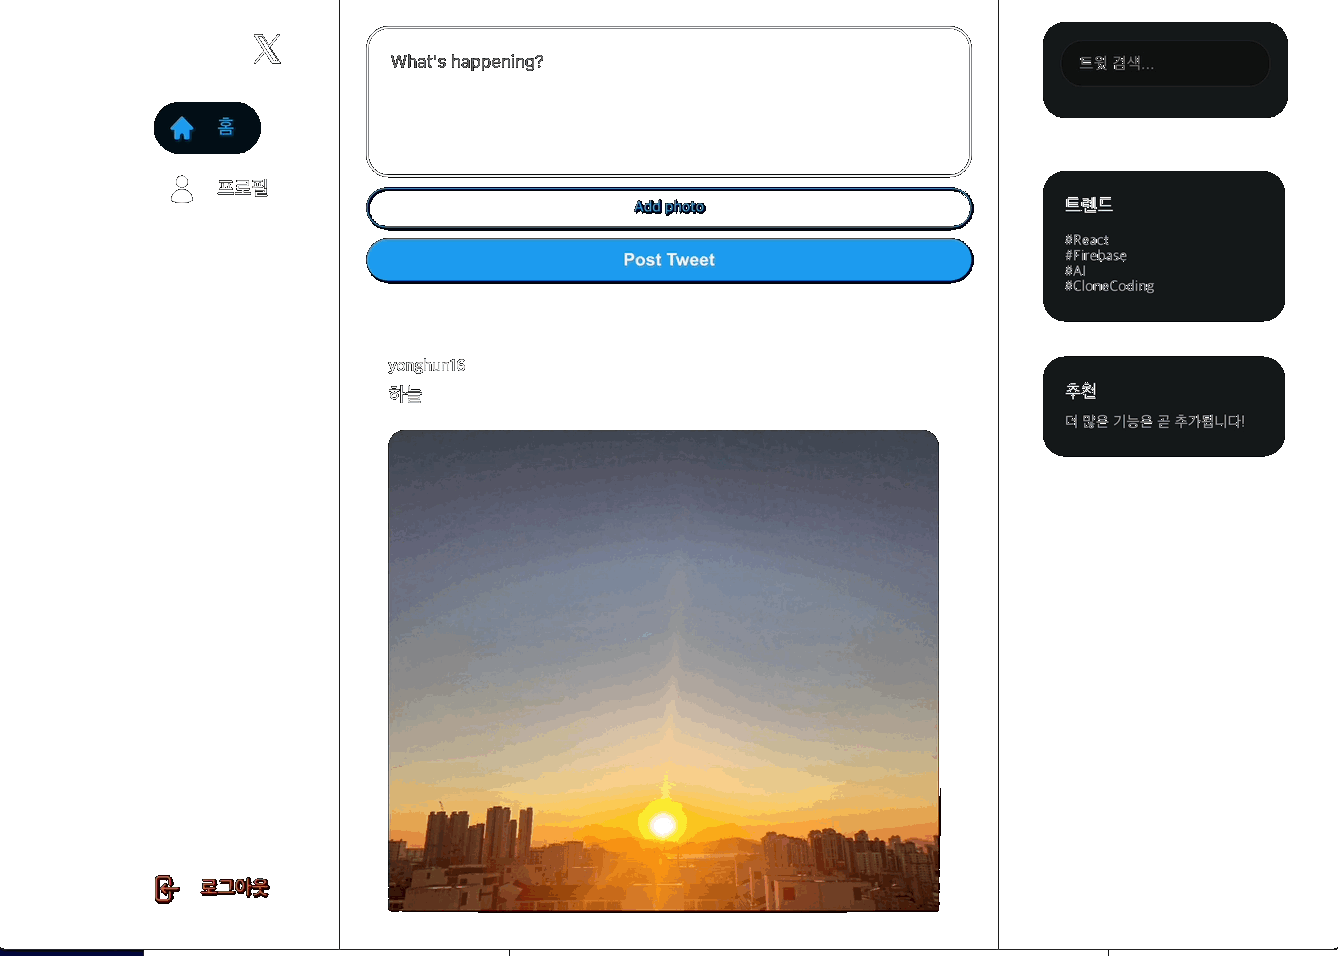 𝕏
홈
프로필
로그아웃
What's happening?
Add photo
Post Tweet
yonghun16
하늘
트윗 검색...
트렌드
#React
#Firebase
#AI
#CloneCoding
추천
더 많은 기능은 곧 추가됩니다!